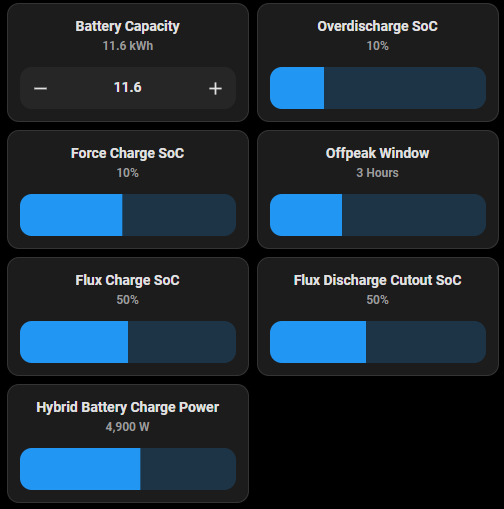 Battery Capacity
11.6 kWh
− 11.6 +
Overdischarge SoC
10%
Force Charge SoC
10%
Offpeak Window
3 Hours
Flux Charge SoC
50%
Flux Discharge Cutout SoC
50%
Hybrid Battery Charge Power
4,900 W